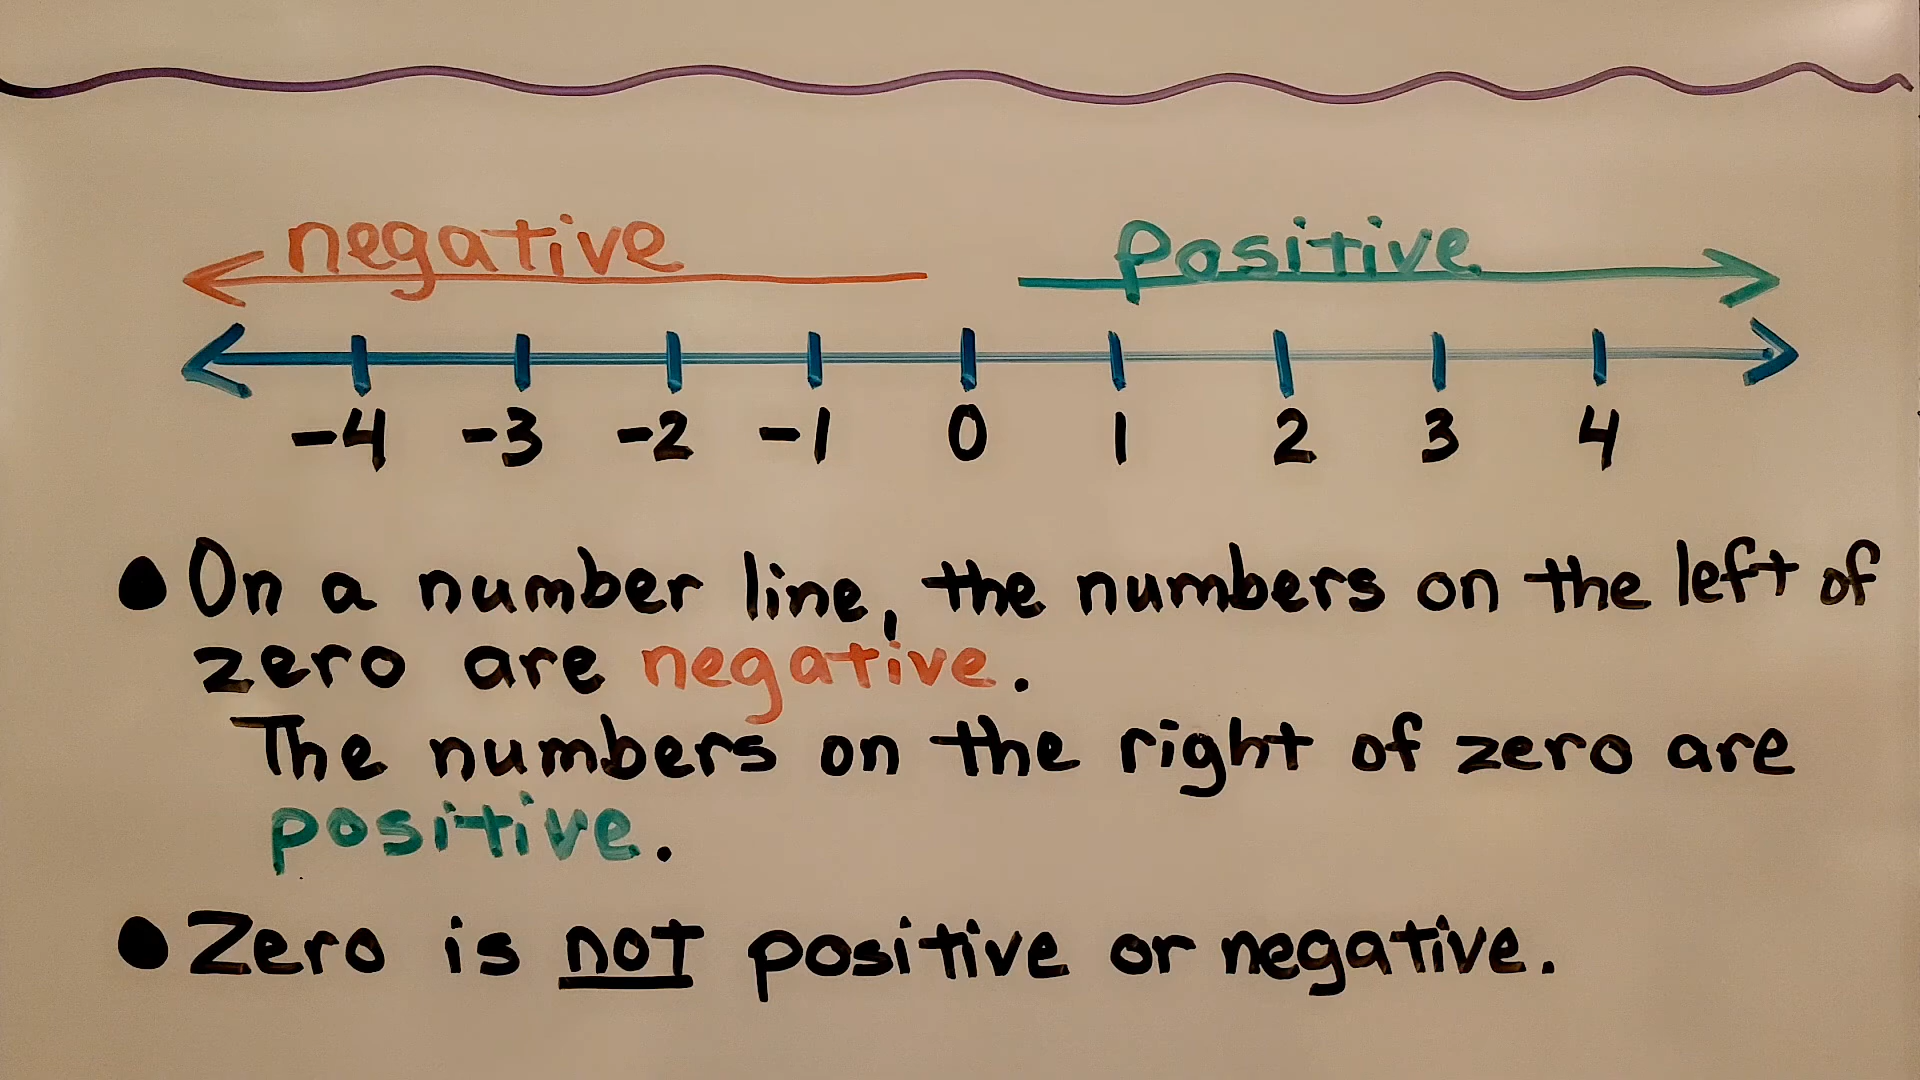 negative positive
-4 -3 -2 -1 0 1 2 3 4
● On a number line, the numbers on the left of
zero are negative.
The numbers on the right of zero are
positive.
● Zero is not positive or negative.